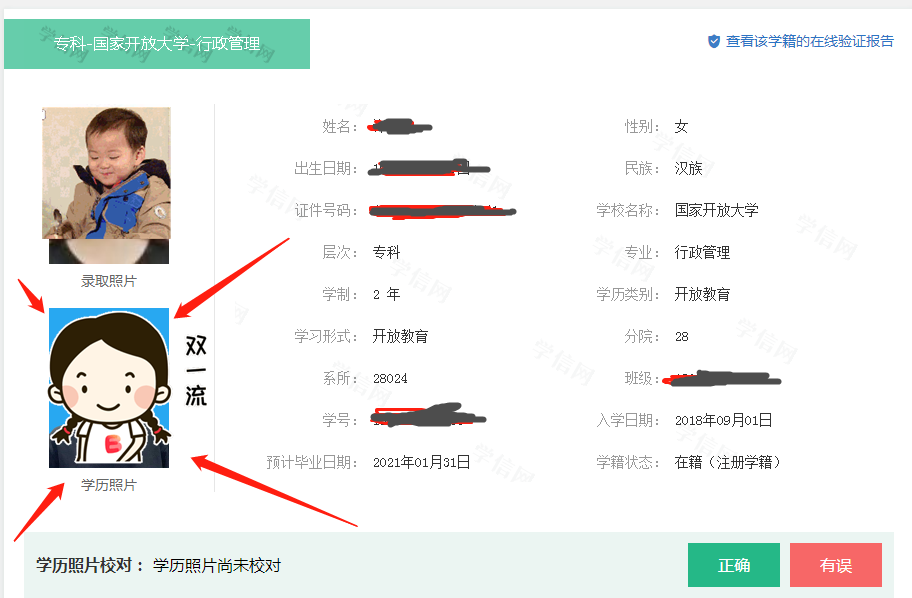 专科-国家开放大学-行政管理
查看该学籍的在线验证报告
姓名：
性别： 女
出生日期：
民族： 汉族
证件号码：
学校名称： 国家开放大学
层次： 专科
专业： 行政管理
录取照片
学制： 2 年
学历类别： 开放教育
学习形式： 开放教育
分院： 28
双一流
系所： 28024
班级：
学号：
入学日期： 2018年09月01日
预计毕业日期： 2021年01月31日
学籍状态： 在籍（注册学籍）
学历照片
学历照片校对： 学历照片尚未校对
正确
有误
学信网